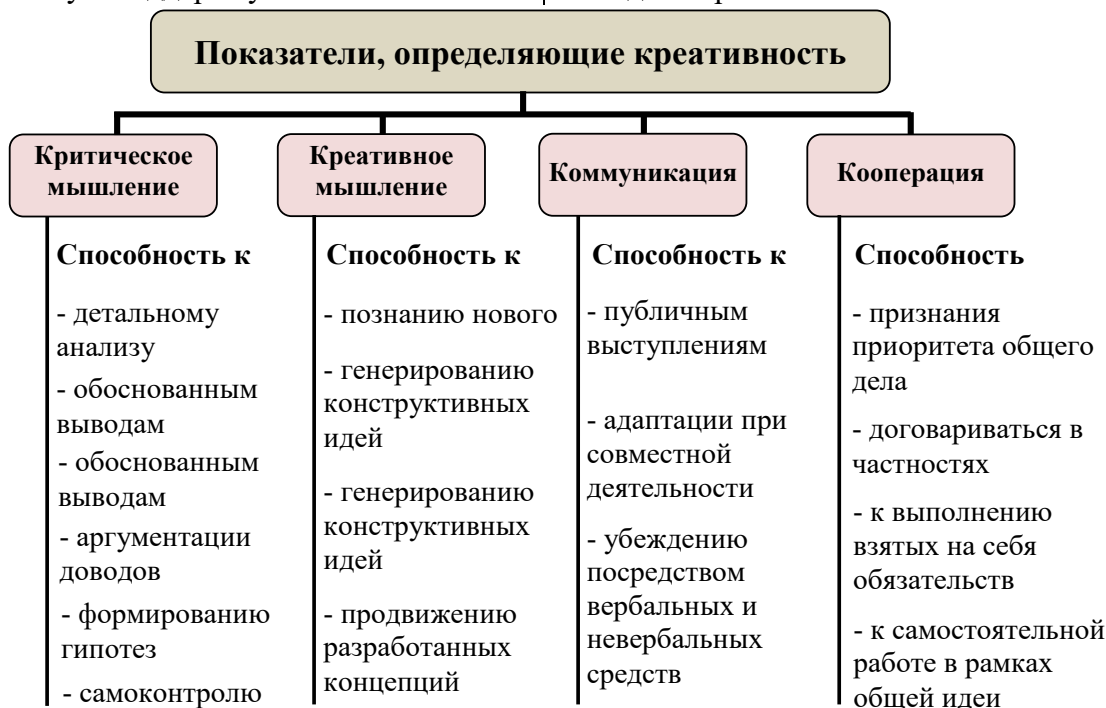 Показатели, определяющие креативность
Критическое
мышление
Креативное
мышление
Коммуникация
Кооперация
Способность к
- детальному
анализу
- обоснованным
выводам
- обоснованным
выводам
- аргументации
доводов
- формированию
гипотез
- самоконтролю
Способность к
- познанию нового
- генерированию
конструктивных
идей
- генерированию
конструктивных
идей
- продвижению
разработанных
концепций
Способность к
- публичным
выступлениям
- адаптации при
совместной
деятельности
- убеждению
посредством
вербальных и
невербальных
средств
Способность
- признания
приоритета общего
дела
- договариваться в
частностях
- к выполнению
взятых на себя
обязательств
- к самостоятельной
работе в рамках
общей идеи